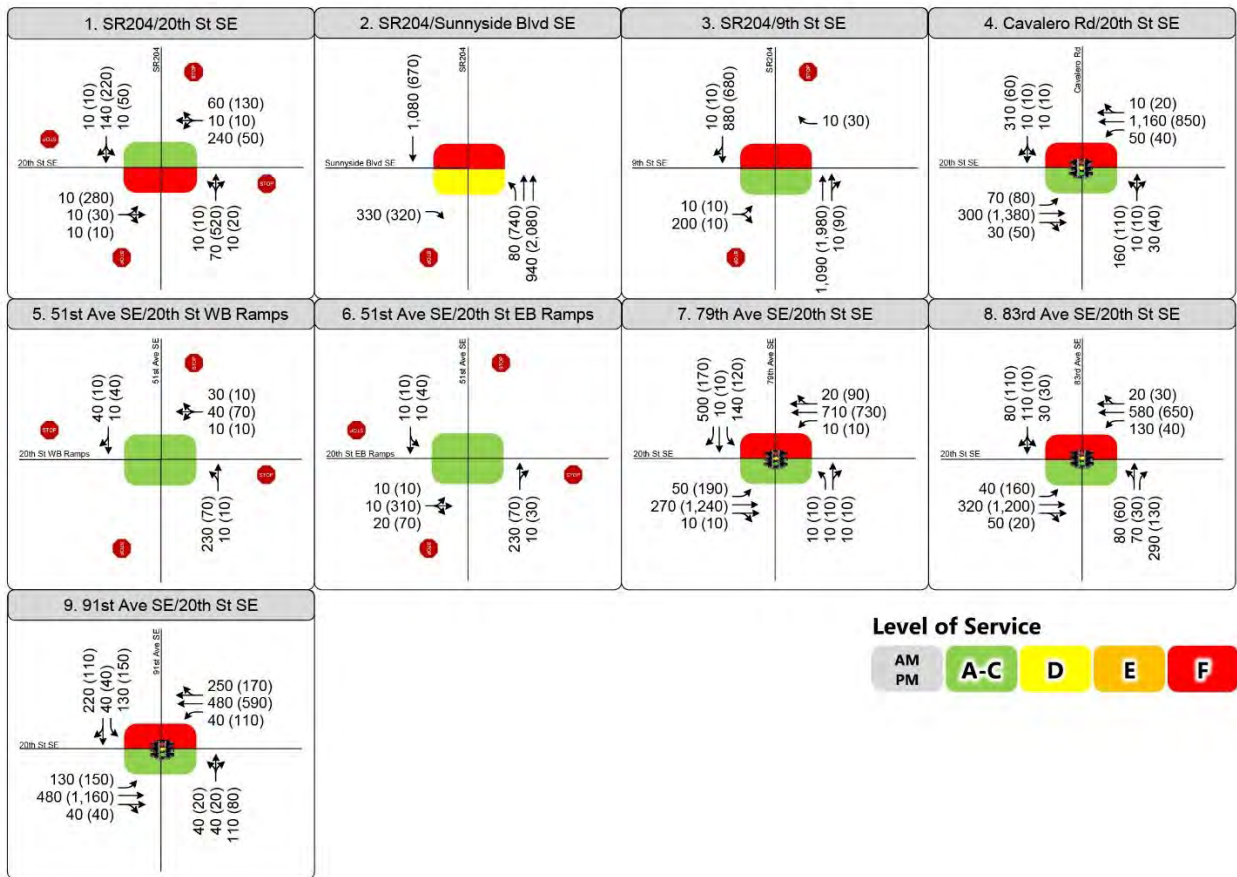 1. SR204/20th St SE
SR204
STOP
10 (10)
140 (220)
10 (50)
60 (130)
10 (10)
240 (50)
STOP
20th St SE
STOP
10 (280)
10 (30)
10 (10)
10 (10)
70 (520)
10 (20)
STOP
2. SR204/Sunnyside Blvd SE
SR204
1,080 (670)
Sunnyside Blvd SE
330 (320)
80 (740)
940 (2,080)
STOP
3. SR204/9th St SE
SR204
STOP
10 (10)
880 (680)
10 (30)
9th St SE
10 (10)
200 (10)
1,090 (1,980)
10 (90)
STOP
4. Cavalero Rd/20th St SE
Cavalero Rd
310 (60)
10 (10)
10 (10)
10 (20)
1,160 (850)
50 (40)
20th St SE
70 (80)
300 (1,380)
30 (50)
160 (110)
10 (10)
30 (40)
5. 51st Ave SE/20th St WB Ramps
51st Ave SE
STOP
40 (10)
10 (40)
30 (10)
40 (70)
10 (10)
STOP
20th St WB Ramps
STOP
230 (70)
10 (10)
STOP
6. 51st Ave SE/20th St EB Ramps
51st Ave SE
STOP
10 (10)
10 (40)
STOP
20th St EB Ramps
STOP
10 (10)
10 (310)
20 (70)
230 (70)
10 (30)
STOP
7. 79th Ave SE/20th St SE
79th Ave SE
500 (170)
10 (10)
140 (120)
20 (90)
710 (730)
10 (10)
20th St SE
50 (190)
270 (1,240)
10 (10)
10 (10)
10 (10)
10 (10)
8. 83rd Ave SE/20th St SE
83rd Ave SE
80 (110)
110 (10)
30 (30)
20 (30)
580 (650)
130 (40)
20th St SE
40 (160)
320 (1,200)
50 (20)
80 (60)
70 (30)
290 (130)
9. 91st Ave SE/20th St SE
91st Ave SE
220 (110)
40 (40)
130 (150)
250 (170)
480 (590)
40 (110)
20th St SE
130 (150)
480 (1,160)
40 (40)
40 (20)
40 (20)
110 (80)
Level of Service
AM
PM
A-C
D
E
F